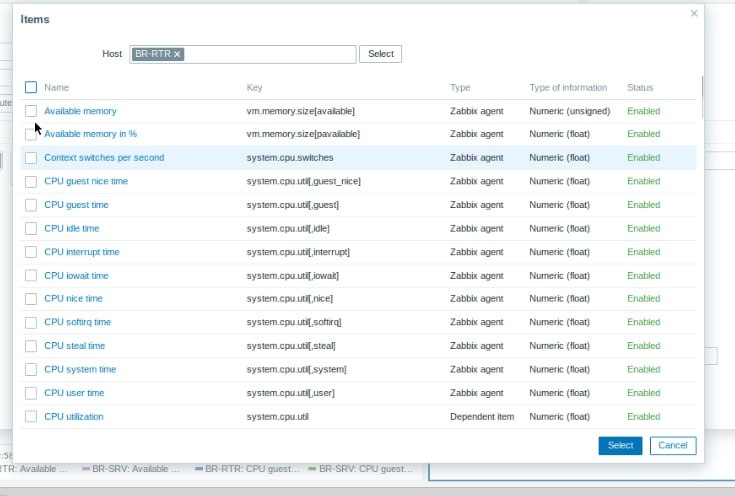 Items
Host BR-RTR Select
Name Key Type Type of information Status
Available memory vm.memory.size[available] Zabbix agent Numeric (unsigned) Enabled
Available memory in % vm.memory.size[pavailable] Zabbix agent Numeric (float) Enabled
Context switches per second system.cpu.switches Zabbix agent Numeric (float) Enabled
CPU guest nice time system.cpu.util[,guest_nice] Zabbix agent Numeric (float) Enabled
CPU guest time system.cpu.util[,guest] Zabbix agent Numeric (float) Enabled
CPU idle time system.cpu.util[,idle] Zabbix agent Numeric (float) Enabled
CPU interrupt time system.cpu.util[,interrupt] Zabbix agent Numeric (float) Enabled
CPU iowait time system.cpu.util[,iowait] Zabbix agent Numeric (float) Enabled
CPU nice time system.cpu.util[,nice] Zabbix agent Numeric (float) Enabled
CPU softirq time system.cpu.util[,softirq] Zabbix agent Numeric (float) Enabled
CPU steal time system.cpu.util[,steal] Zabbix agent Numeric (float) Enabled
CPU system time system.cpu.util[,system] Zabbix agent Numeric (float) Enabled
CPU user time system.cpu.util[,user] Zabbix agent Numeric (float) Enabled
CPU utilization system.cpu.util Dependent item Numeric (float) Enabled
Select Cancel
RTR: Available ... BR-SRV: Available ... BR-RTR: CPU guest... BR-SRV: CPU guest...